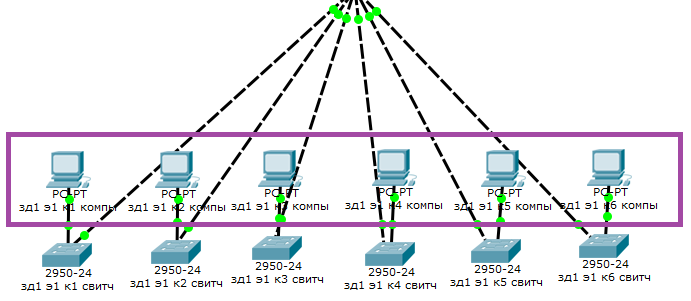 PC-PT
зд1 э1 к1 компы
PC-PT
зд1 э1 к2 компы
PC-PT
зд1 э1 к3 компы
PC-PT
зд1 э1 к4 компы
PC-PT
зд1 э1 к5 компы
PC-PT
зд1 э1 к6 компы
2950-24
зд1 э1 к1 свитч
2950-24
зд1 э1 к2 свитч
2950-24
зд1 э1 к3 свитч
2950-24
зд1 э1 к4 свитч
2950-24
зд1 э1 к5 свитч
2950-24
зд1 э1 к6 свитч